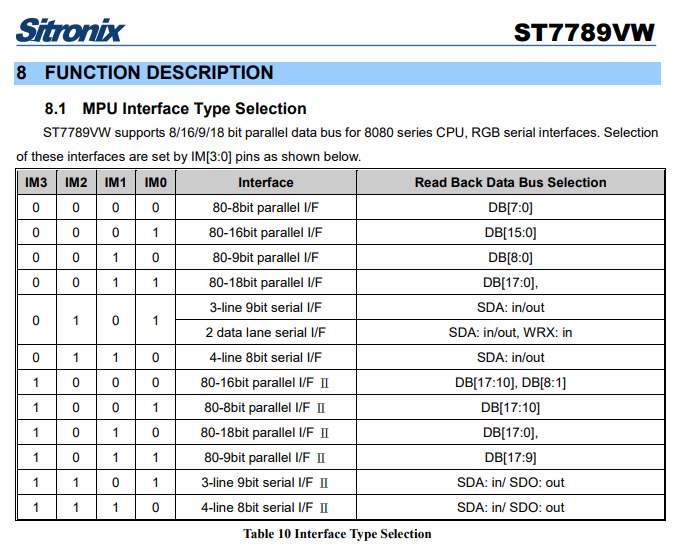 Sitronix
ST7789VW
8 FUNCTION DESCRIPTION
8.1 MPU Interface Type Selection
ST7789VW supports 8/16/9/18 bit parallel data bus for 8080 series CPU, RGB serial interfaces. Selection
of these interfaces are set by IM[3:0] pins as shown below.
IM3 IM2 IM1 IM0 Interface Read Back Data Bus Selection
0 0 0 0 80-8bit parallel I/F DB[7:0]
0 0 0 1 80-16bit parallel I/F DB[15:0]
0 0 1 0 80-9bit parallel I/F DB[8:0]
0 0 1 1 80-18bit parallel I/F DB[17:0],
0 1 0 1 3-line 9bit serial I/F SDA: in/out
2 data lane serial I/F SDA: in/out, WRX: in
0 1 1 0 4-line 8bit serial I/F SDA: in/out
1 0 0 0 80-16bit parallel I/F Ⅱ DB[17:10], DB[8:1]
1 0 0 1 80-8bit parallel I/F Ⅱ DB[17:10]
1 0 1 0 80-18bit parallel I/F Ⅱ DB[17:0],
1 0 1 1 80-9bit parallel I/F Ⅱ DB[17:9]
1 1 0 1 3-line 9bit serial I/F Ⅱ SDA: in/ SDO: out
1 1 1 0 4-line 8bit serial I/F Ⅱ SDA: in/ SDO: out
Table 10 Interface Type Selection